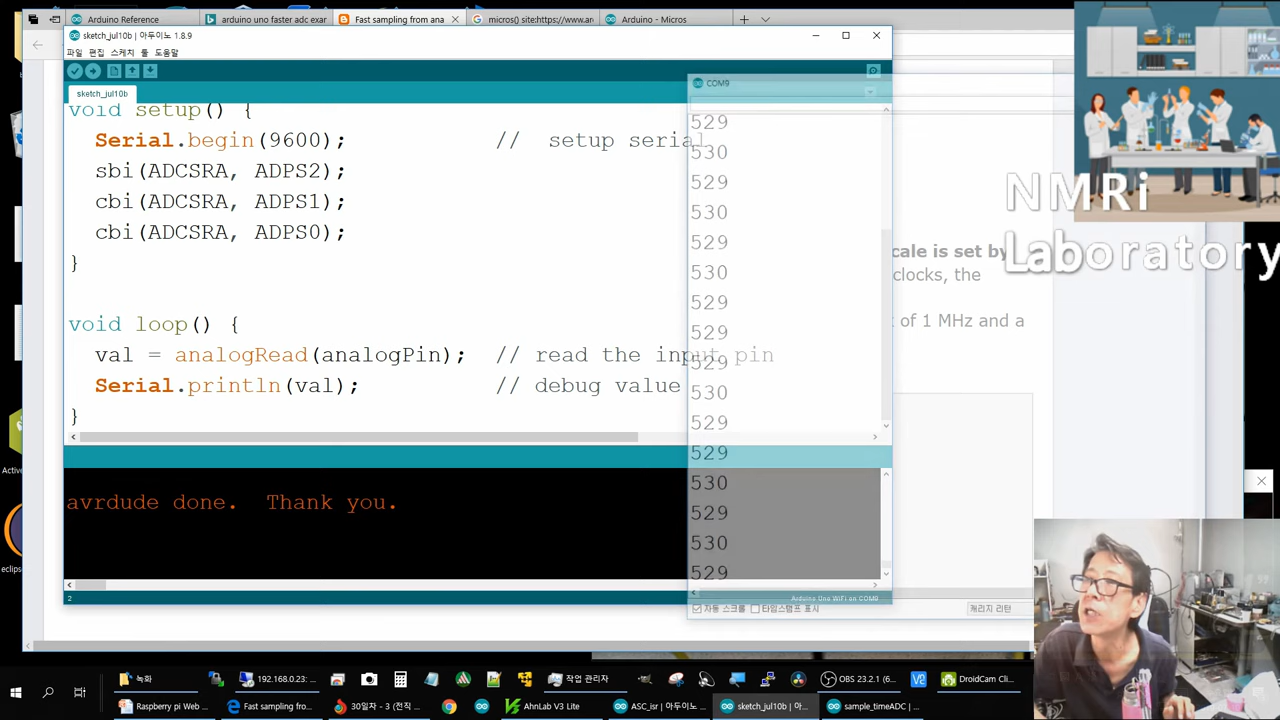 Arduino Reference
arduino uno faster adc exar
Fast sampling from ana
micros() site:https://www.ar
Arduino - Micros
sketch_jul10b | 아두이노 1.8.9
파일 편집 스케치 툴 도움말
sketch_jul10b
void setup() {
Serial.begin(9600); // setup serial
sbi(ADCSRA, ADPS2);
cbi(ADCSRA, ADPS1);
cbi(ADCSRA, ADPS0);
}
void loop() {
val = analogRead(analogPin); // read the input pin
Serial.println(val); // debug value
}
avrdude done. Thank you.
2
Arduino Uno WiFi on COM9
COM9
529
530
529
530
529
530
529
529
529
530
529
529
530
529
530
529
자동 스크롤 타임스탬프 표시
캐리지 리턴
cale is set by
clocks, the
of 1 MHz and a
NMRi
Laboratory
Active
eclips
녹화
192.168.0.23: ...
작업 관리자
OBS 23.2.1 (6...
DroidCam Cli...
Raspberry pi Web ...
Fast sampling fro...
30일차 - 3 (전직 ...
AhnLab V3 Lite
ASC_isr | 아두이노 ...
sketch_jul10b | 아...
sample_timeADC | ...